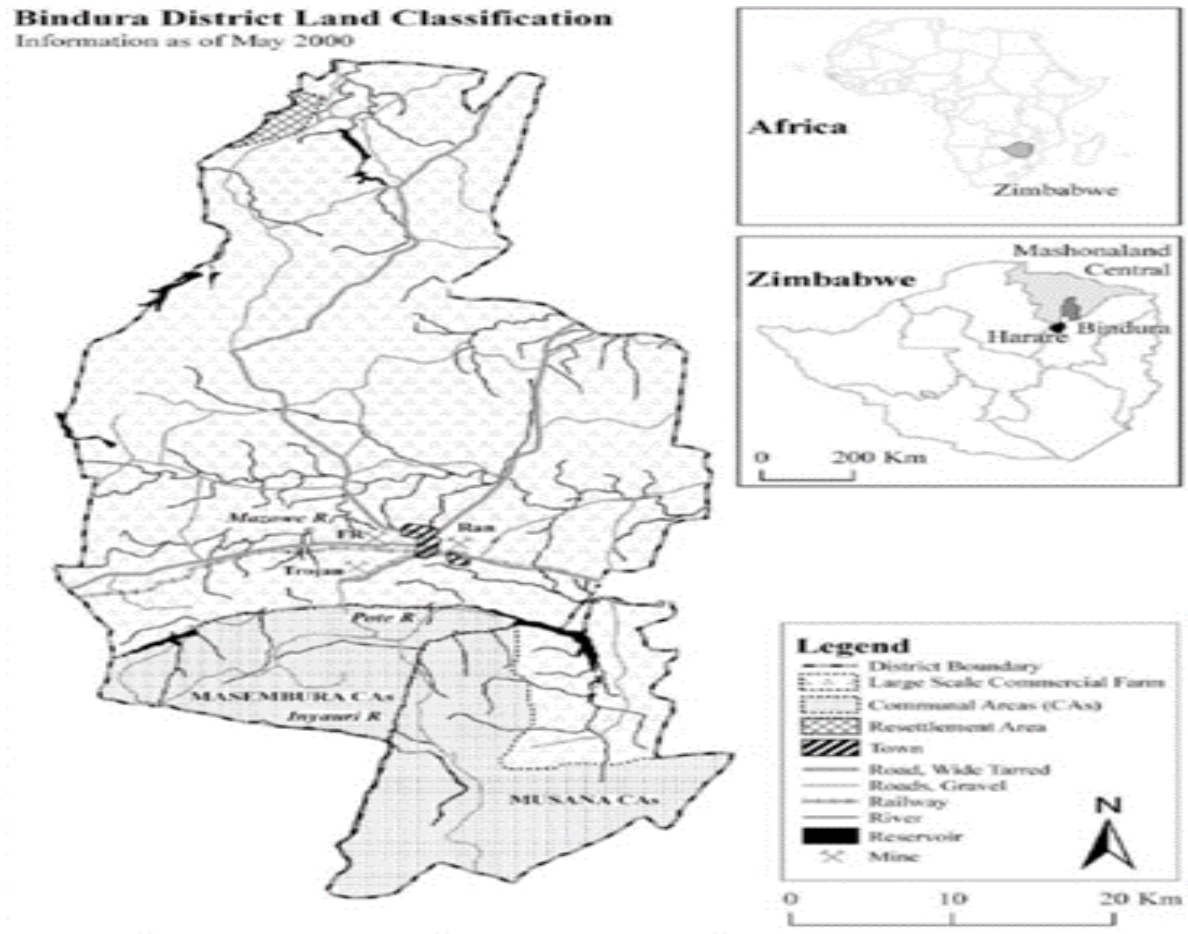 Bindura District Land Classification
Information as of May 2000
Africa
Zimbabwe
Mashonaland
Central
Zimbabwe
Harare
Bindura
0 200 Km
Mazowe R
FR
Ran
Trojan
Pote R
MASEMBURA CAs
Inyauri R
MUSANA CAs
Legend
District Boundary
Large Scale Commercial Farm
Communal Areas (CAs)
Resettlement Area
Town
Road, Wide Tarred
Roads, Gravel
Railway
River
Reservoir
Mine
N
0 10 20 Km